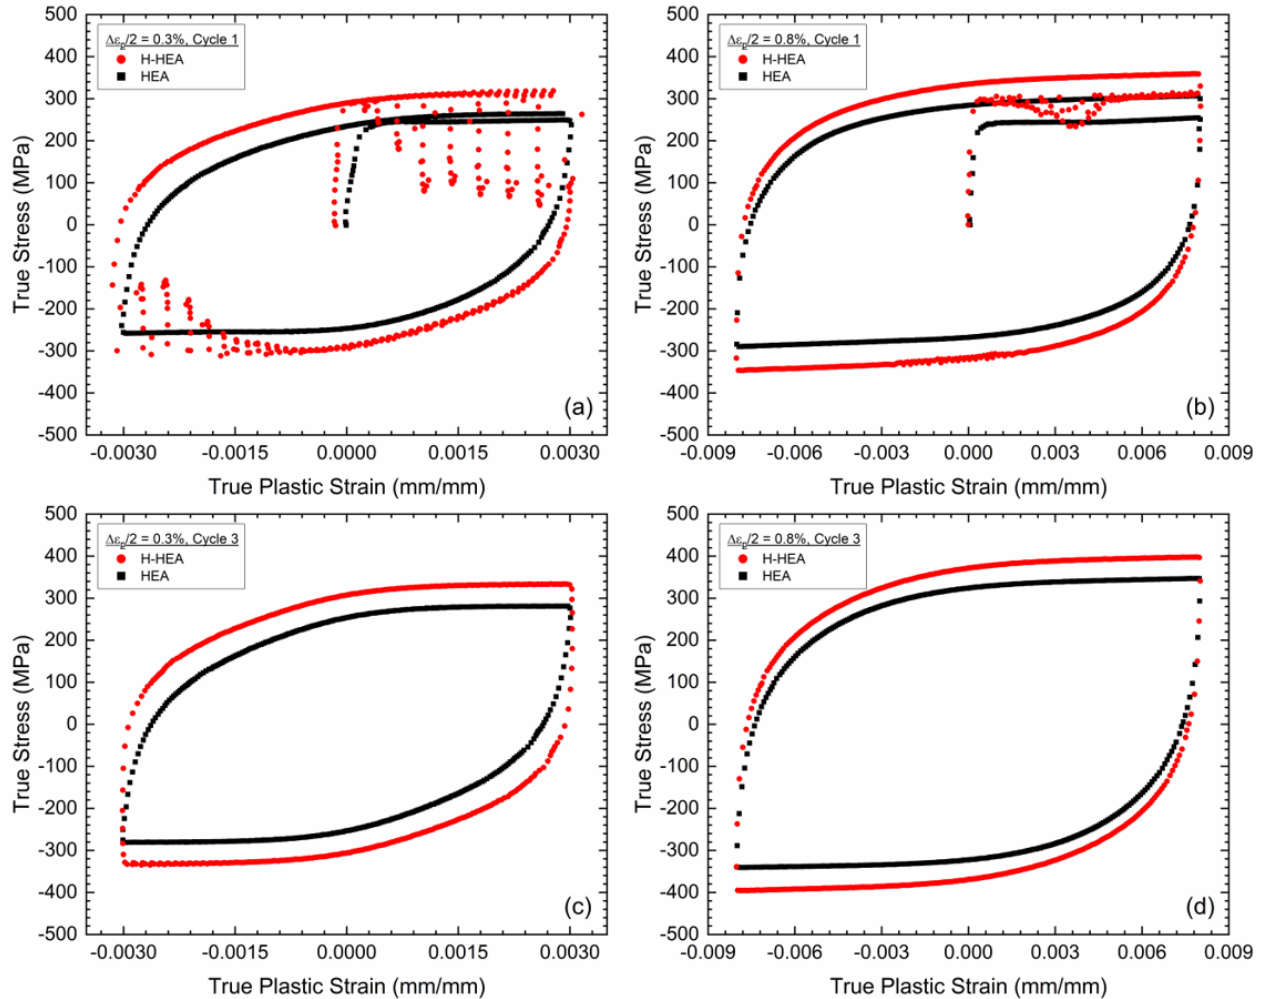 Δεp/2 = 0.3%, Cycle 1
H-HEA
HEA
500
400
300
200
100
0
-100
-200
-300
-400
-500
True Stress (MPa)
(a)
-0.0030 -0.0015 0.0000 0.0015 0.0030
True Plastic Strain (mm/mm)
Δεp/2 = 0.8%, Cycle 1
H-HEA
HEA
500
400
300
200
100
0
-100
-200
-300
-400
-500
True Stress (MPa)
(b)
-0.009 -0.006 -0.003 0.000 0.003 0.006 0.009
True Plastic Strain (mm/mm)
Δεp/2 = 0.3%, Cycle 3
H-HEA
HEA
500
400
300
200
100
0
-100
-200
-300
-400
-500
True Stress (MPa)
(c)
-0.0030 -0.0015 0.0000 0.0015 0.0030
True Plastic Strain (mm/mm)
Δεp/2 = 0.8%, Cycle 3
H-HEA
HEA
500
400
300
200
100
0
-100
-200
-300
-400
-500
True Stress (MPa)
(d)
-0.009 -0.006 -0.003 0.000 0.003 0.006 0.009
True Plastic Strain (mm/mm)